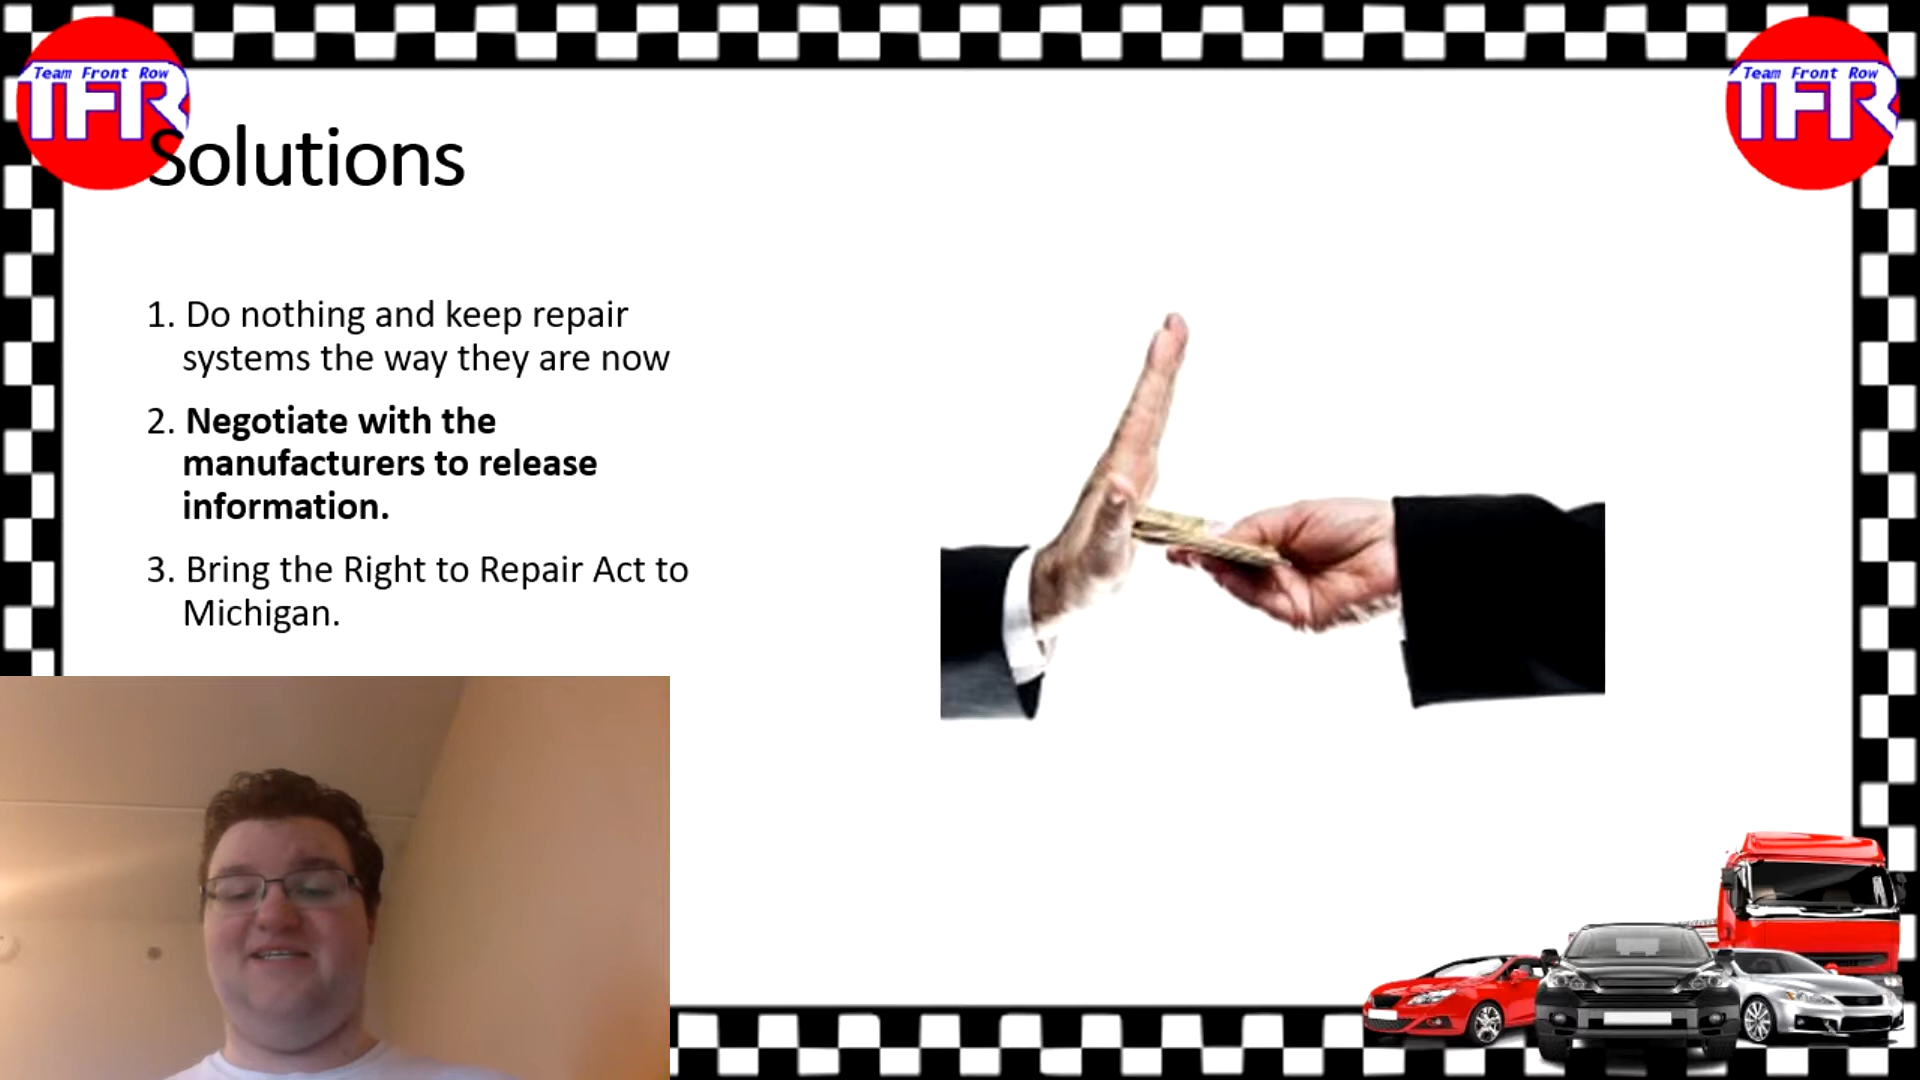 Team Front Row
TFR
Team Front Row
TFR
Solutions
1. Do nothing and keep repair
systems the way they are now
2. Negotiate with the
manufacturers to release
information.
3. Bring the Right to Repair Act to
Michigan.